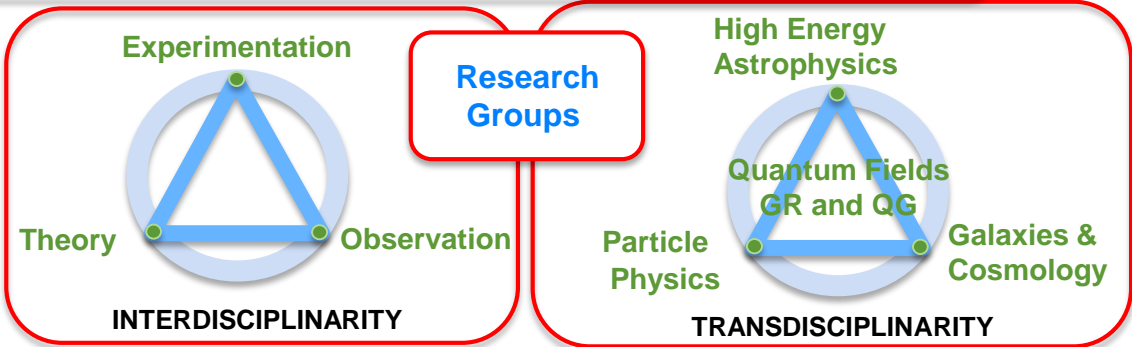 Experimentation
Theory
Observation
INTERDISCIPLINARITY
Research
Groups
High Energy
Astrophysics
Quantum Fields
GR and QG
Particle
Physics
Galaxies &
Cosmology
TRANSDISCIPLINARITY